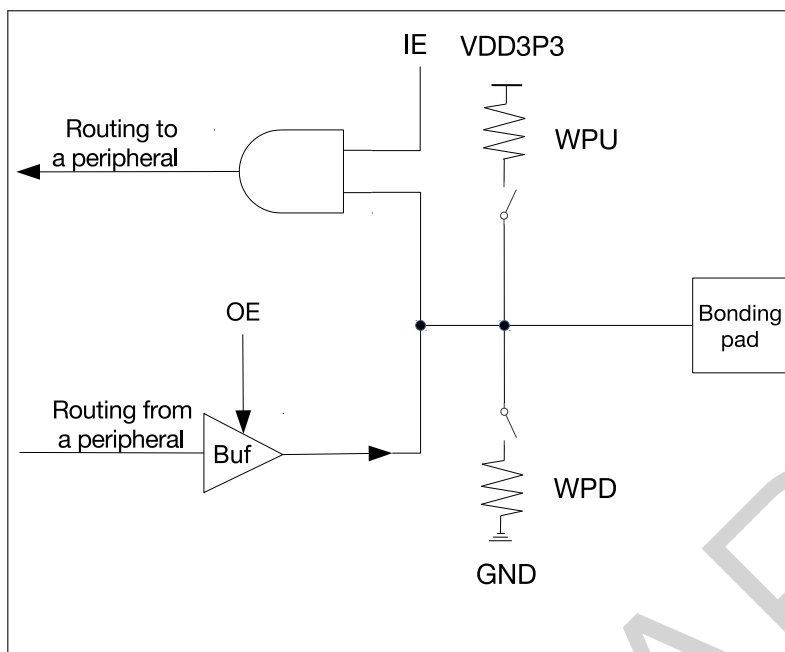 IE
VDD3P3
Routing to
a peripheral
WPU
OE
Bonding
pad
Routing from
a peripheral
Buf
WPD
GND